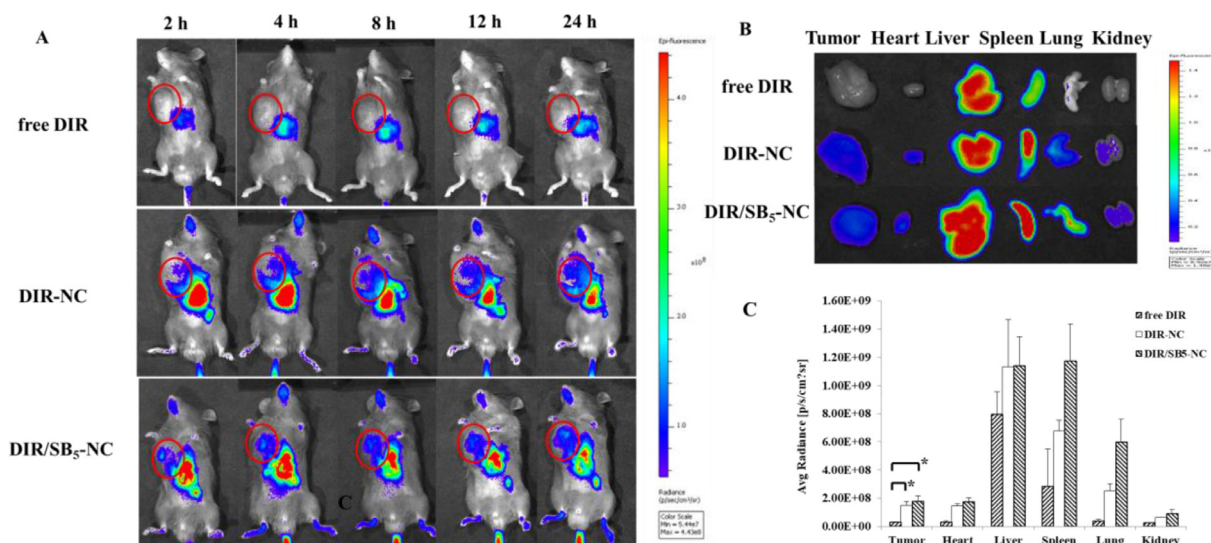 A
2 h 4 h 8 h 12 h 24 h
free DIR
DIR-NC
DIR/SB5-NC
C
Epi-fluorescence
4.0
3.0
x10⁸
2.0
1.0
Radiance
(p/sec/cm²/sr)
Color Scale
Min = 5.44e7
Max = 4.43e8
B
Tumor Heart Liver Spleen Lung Kidney
free DIR
DIR-NC
DIR/SB5-NC
C
1.60E+09
1.40E+09
1.20E+09
1.00E+09
8.00E+08
6.00E+08
4.00E+08
2.00E+08
0.00E+00
Avg Radiance [p/s/cm?sr]
free DIR
DIR-NC
DIR/SB5-NC
*
*
Tumor Heart Liver Spleen Lung Kidney